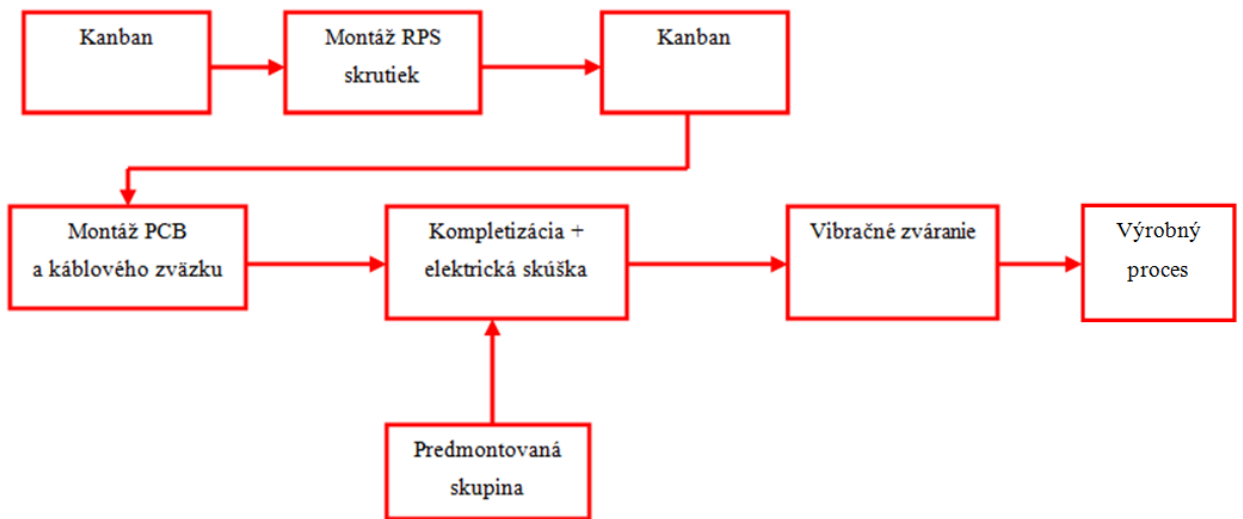 Kanban
Montáž RPS
skrutiek
Kanban
Montáž PCB
a káblového zväzku
Kompletizácia +
elektrická skúška
Vibračné zváranie
Výrobný
proces
Predmontovaná
skupina